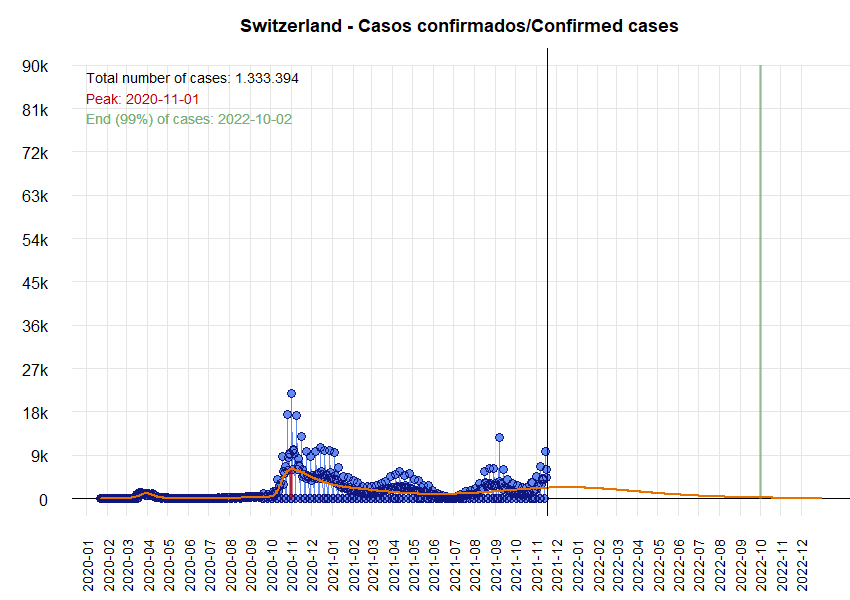 Switzerland - Casos confirmados/Confirmed cases
90k
Total number of cases: 1.333.394
Peak: 2020-11-01
End (99%) of cases: 2022-10-02
81k
72k
63k
54k
45k
36k
27k
18k
9k
0
2020-01
2020-02
2020-03
2020-04
2020-05
2020-06
2020-07
2020-08
2020-09
2020-10
2020-11
2020-12
2021-01
2021-02
2021-03
2021-04
2021-05
2021-06
2021-07
2021-08
2021-09
2021-10
2021-11
2021-12
2022-01
2022-02
2022-03
2022-04
2022-05
2022-06
2022-07
2022-08
2022-09
2022-10
2022-11
2022-12